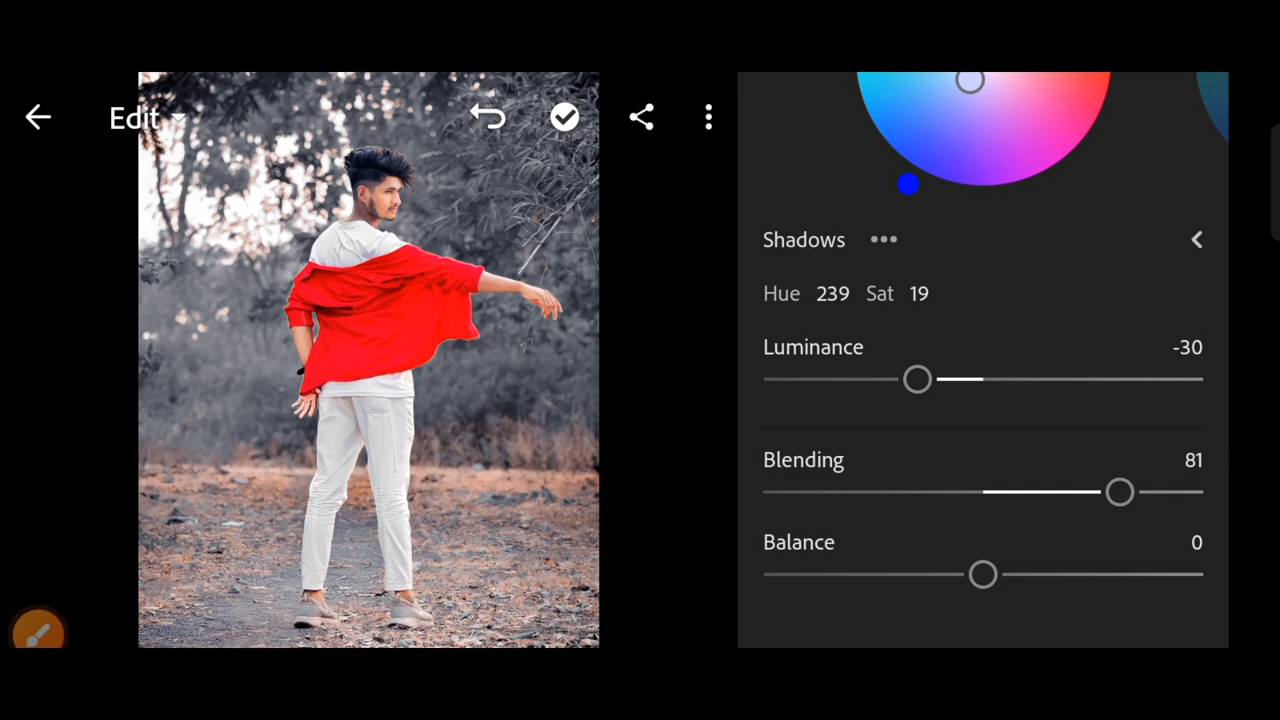 Edit
Shadows
Hue 239 Sat 19
Luminance -30
Blending 81
Balance 0